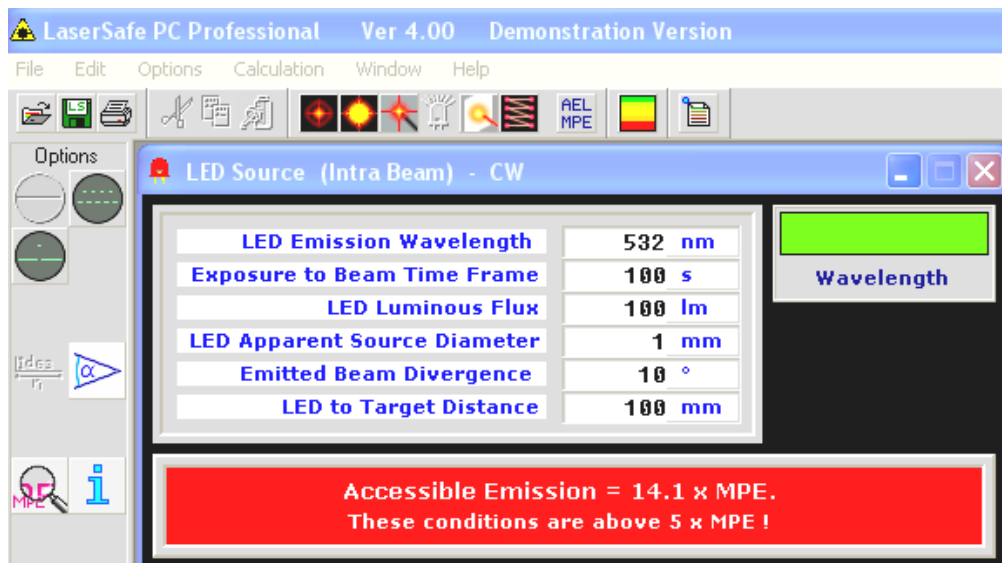 LaserSafe PC Professional Ver 4.00 Demonstration Version
File Edit Options Calculation Window Help
LS
AEL
MPE
Options
LED Source (Intra Beam) - CW
LED Emission Wavelength 532 nm
Exposure to Beam Time Frame 100 s
LED Luminous Flux 100 lm
LED Apparent Source Diameter 1 mm
Emitted Beam Divergence 10 °
LED to Target Distance 100 mm
Wavelength
α
MPE
i
Accessible Emission = 14.1 x MPE.
These conditions are above 5 x MPE !